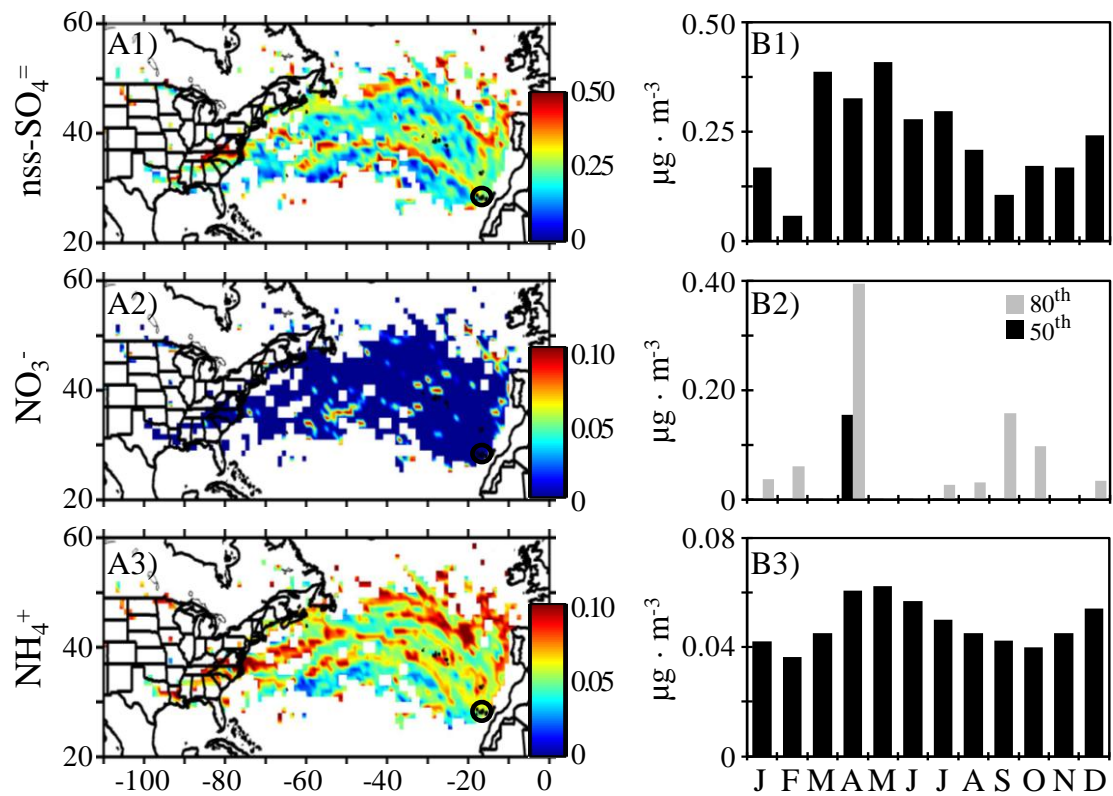 60 A1) 0.50 B1)
nss-SO₄⁼ 0.50
40 0.25 µg · m⁻³ 0.25
20 0 0
60 A2) 0.40 B2)
80th
50th
NO₃⁻ 0.10
40 0.05 µg · m⁻³ 0.20
20 0 0
60 A3) 0.08 B3)
NH₄⁺ 0.10
40 0.05 µg · m⁻³ 0.04
20 0 0
-100 -80 -60 -40 -20 0 J F M A M J J A S O N D